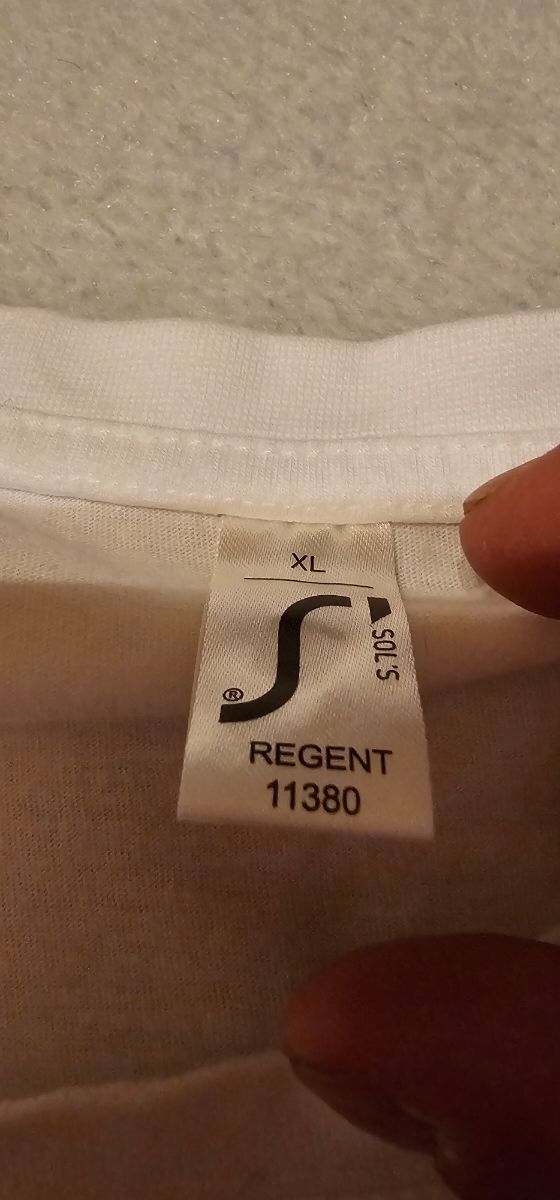 XL
S'
SOL'S
®
REGENT
11380